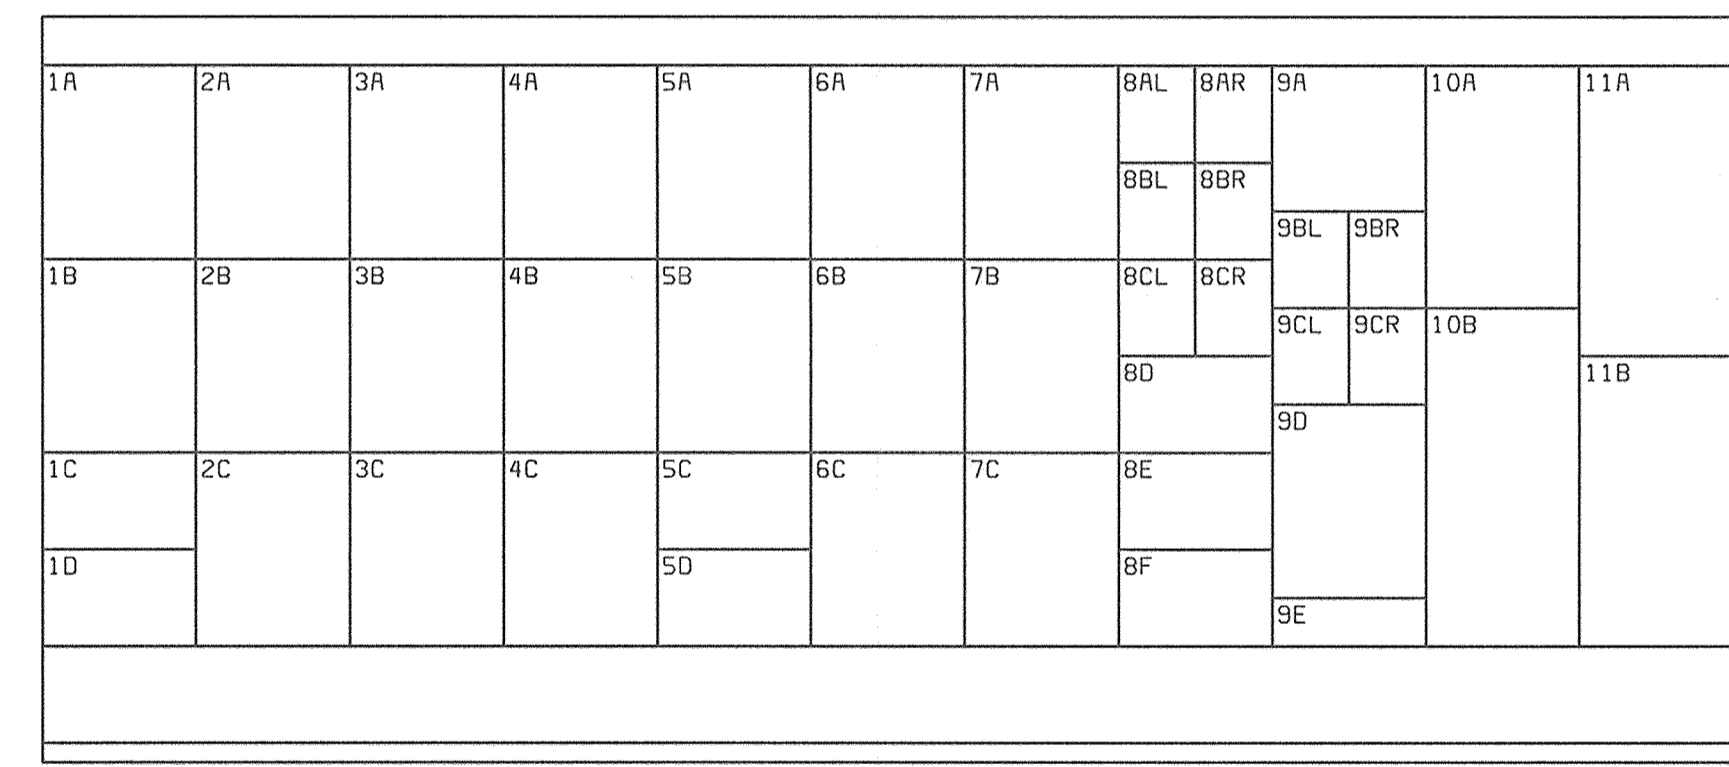 1A 2A 3A 4A 5A 6A 7A 8AL 8AR 9A 10A 11A
8BL 8BR
9BL 9BR
1B 2B 3B 4B 5B 6B 7B 8CL 8CR
9CL 9CR 10B
8D 11B
9D
1C 2C 3C 4C 5C 6C 7C 8E
1D 5D 8F
9E